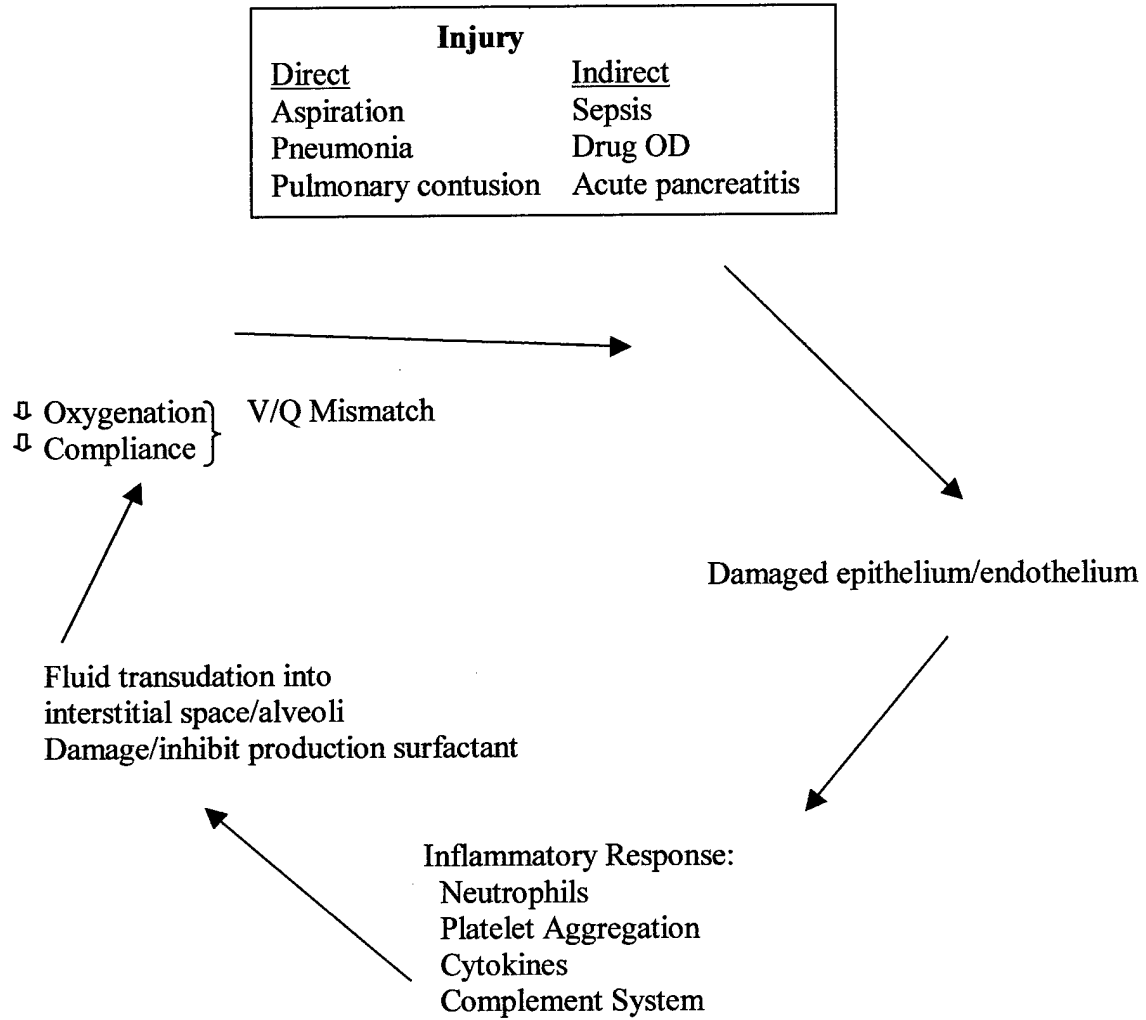 Injury
Direct Indirect
Aspiration Sepsis
Pneumonia Drug OD
Pulmonary contusion Acute pancreatitis
⇩ Oxygenation} V/Q Mismatch
⇩ Compliance
Damaged epithelium/endothelium
Fluid transudation into
interstitial space/alveoli
Damage/inhibit production surfactant
Inflammatory Response:
Neutrophils
Platelet Aggregation
Cytokines
Complement System